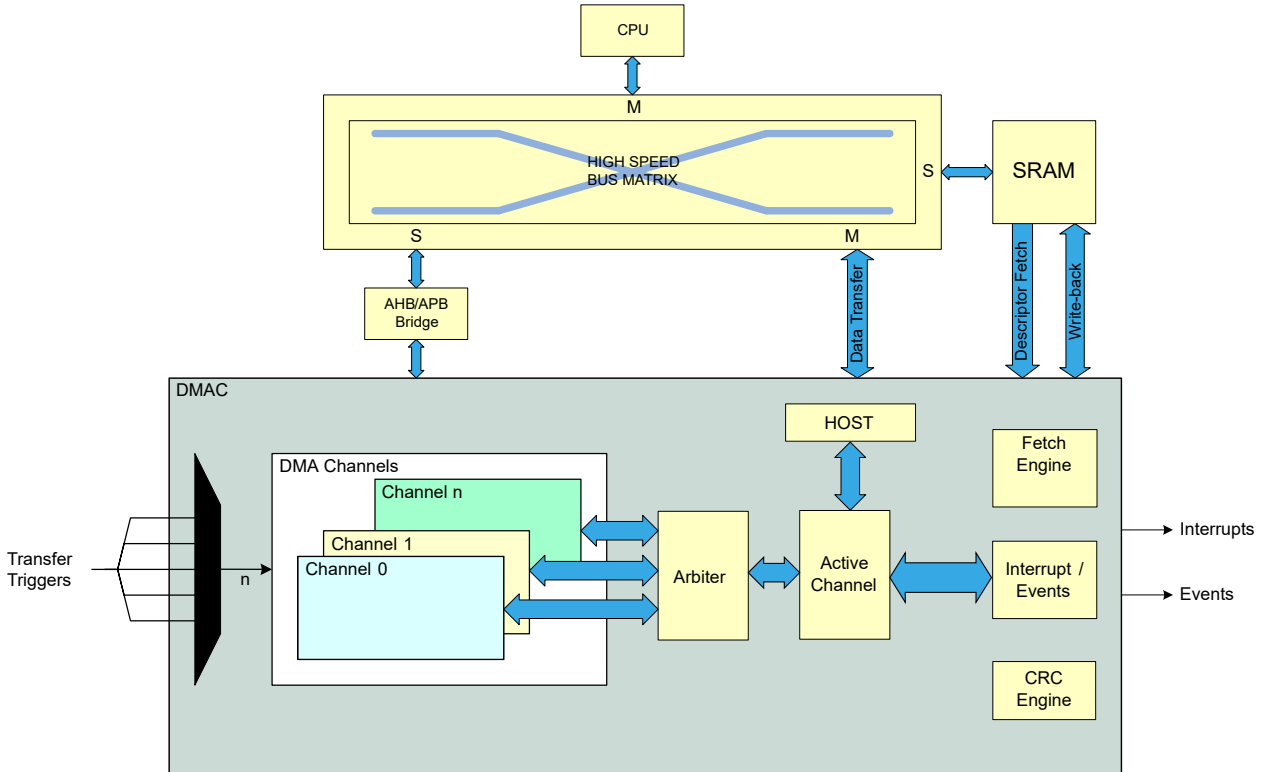 CPU
M
HIGH SPEED
BUS MATRIX
S
SRAM
S
M
AHB/APB
Bridge
Data Transfer
Descriptor Fetch
Write-back
DMAC
HOST
Fetch
Engine
DMA Channels
Channel n
Channel 1
Channel 0
Transfer
Triggers
n
Arbiter
Active
Channel
Interrupt /
Events
Interrupts
Events
CRC
Engine